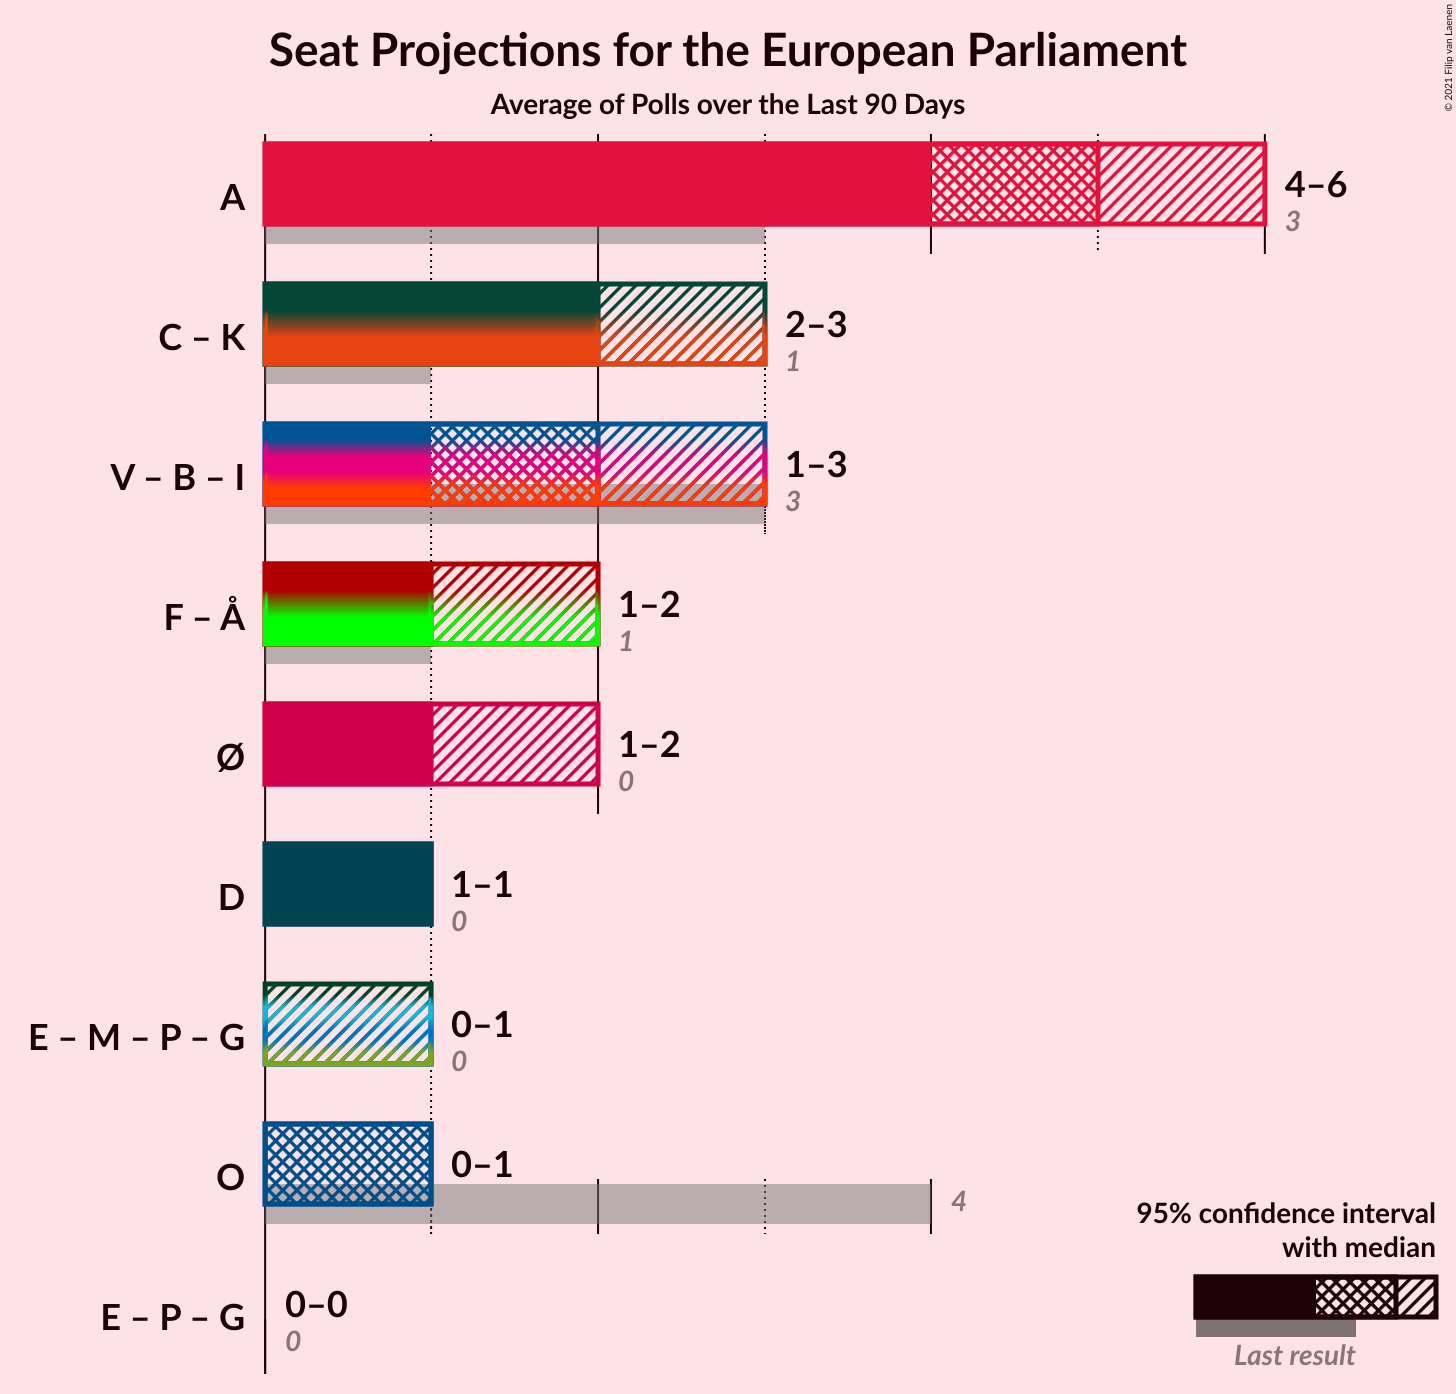 Seat Projections for the European Parliament
Average of Polls over the Last 90 Days
© 2021 Filip van Laenen
A
4–6
3
C – K
2–3
1
V – B – I
1–3
3
F – Å
1–2
1
Ø
1–2
0
D
1–1
0
E – M – P – G
0–1
0
O
0–1
4
E – P – G
0–0
0
95% confidence interval
with median
Last result